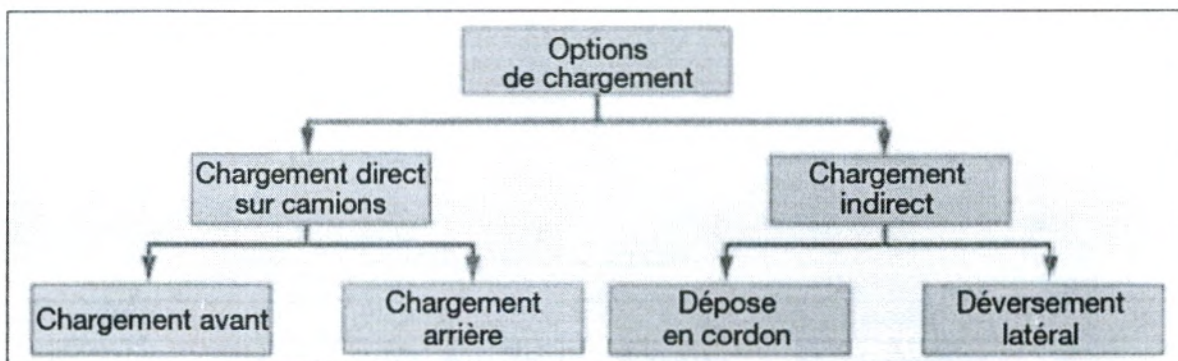 Options
de chargement
Chargement direct
sur camions
Chargement
indirect
Chargement avant
Chargement
arrière
Dépose
en cordon
Déversement
latéral